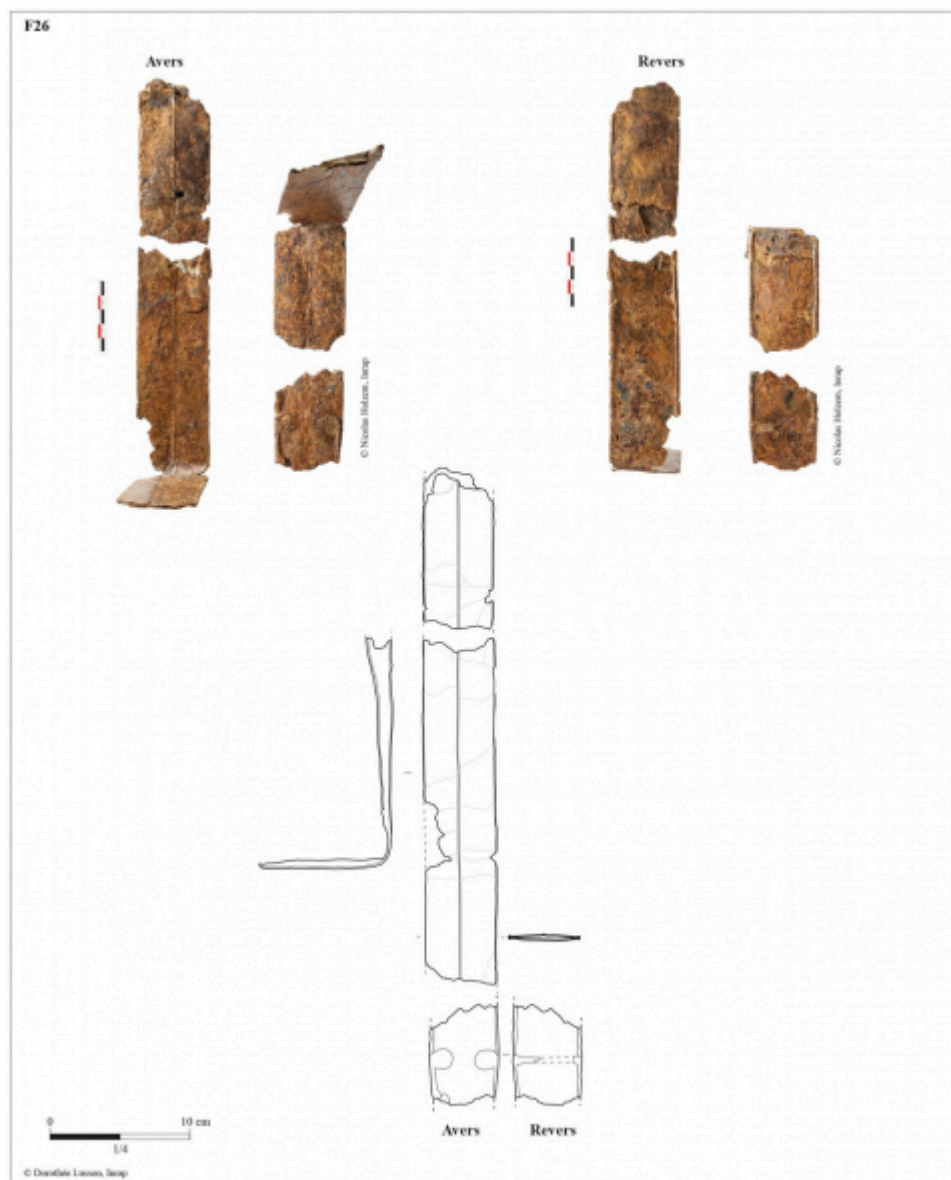 F26
Avers
Revers
© Nicolas Holzem, Inrap
© Nicolas Holzem, Inrap
0
10 cm
1/4
Avers
Revers
© Dorothée Lusson, Inrap